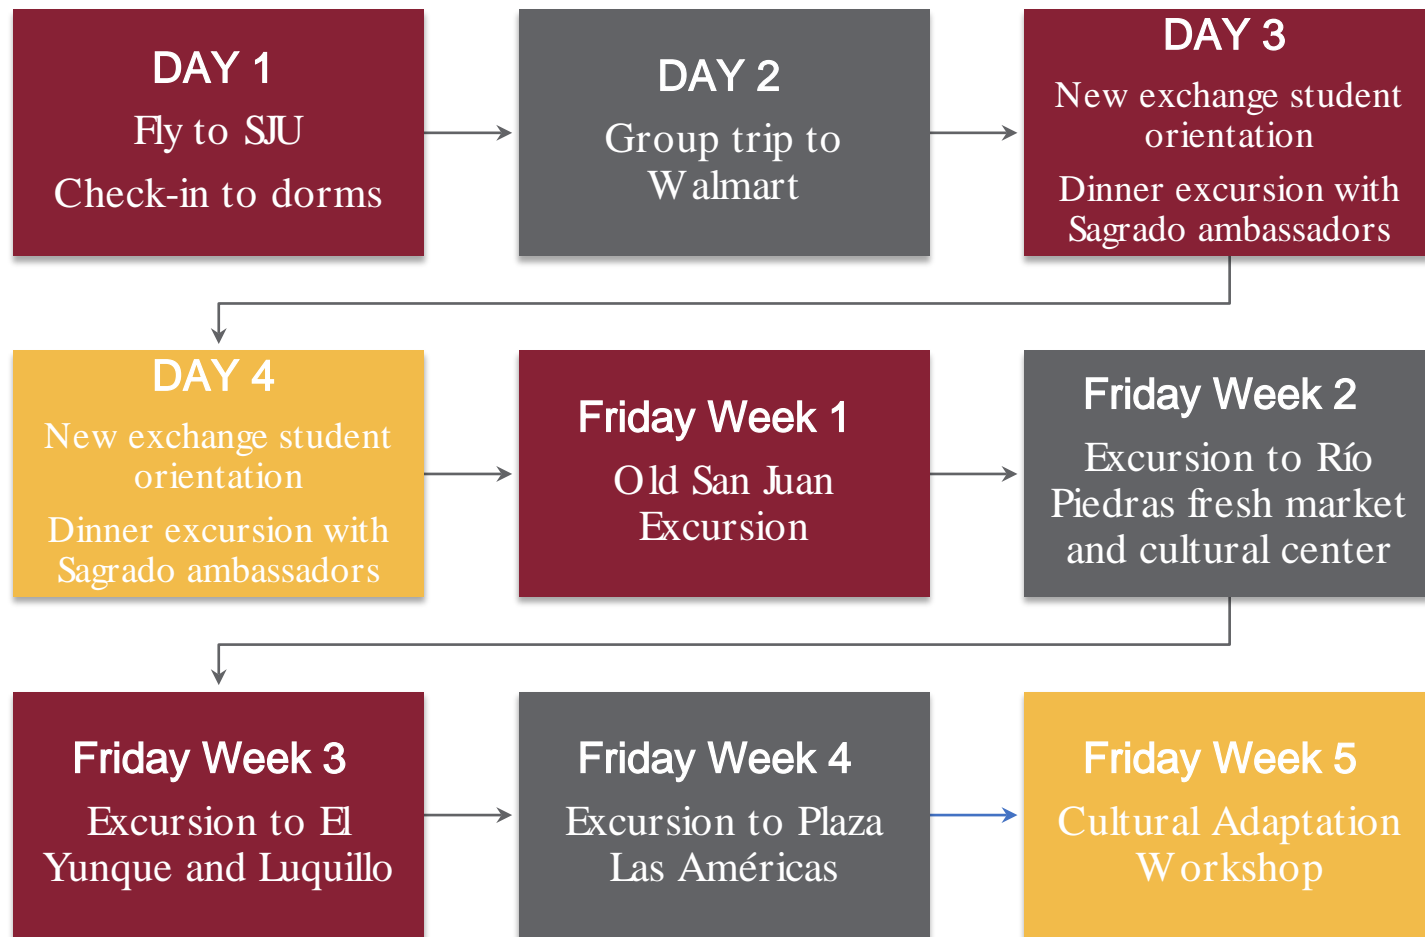 DAY 1
Fly to SJU
Check-in to dorms
DAY 2
Group trip to
Walmart
DAY 3
New exchange student
orientation
Dinner excursion with
Sagrado ambassadors
DAY 4
New exchange student
orientation
Dinner excursion with
Sagrado ambassadors
Friday Week 1
Old San Juan
Excursion
Friday Week 2
Excursion to Río
Piedras fresh market
and cultural center
Friday Week 3
Excursion to El
Yunque and Luquillo
Friday Week 4
Excursion to Plaza
Las Américas
Friday Week 5
Cultural Adaptation
Workshop